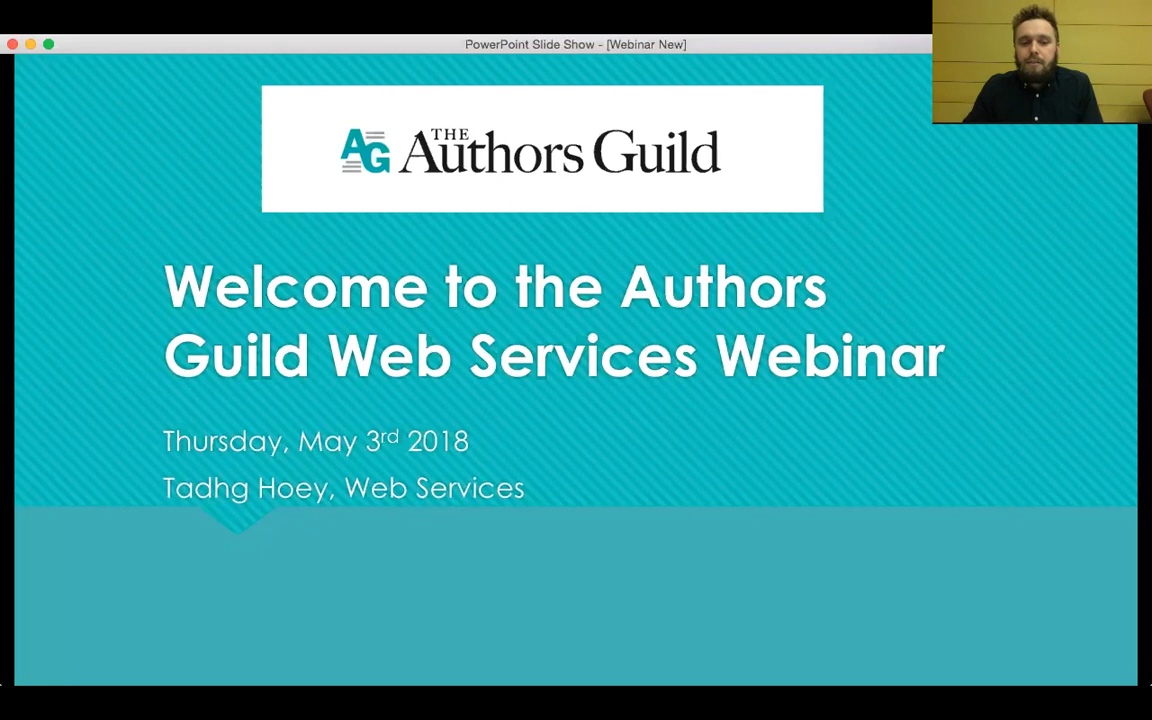 PowerPoint Slide Show - [Webinar New]
AG THE Authors Guild
Welcome to the Authors
Guild Web Services Webinar
Thursday, May 3rd 2018
Tadhg Hoey, Web Services